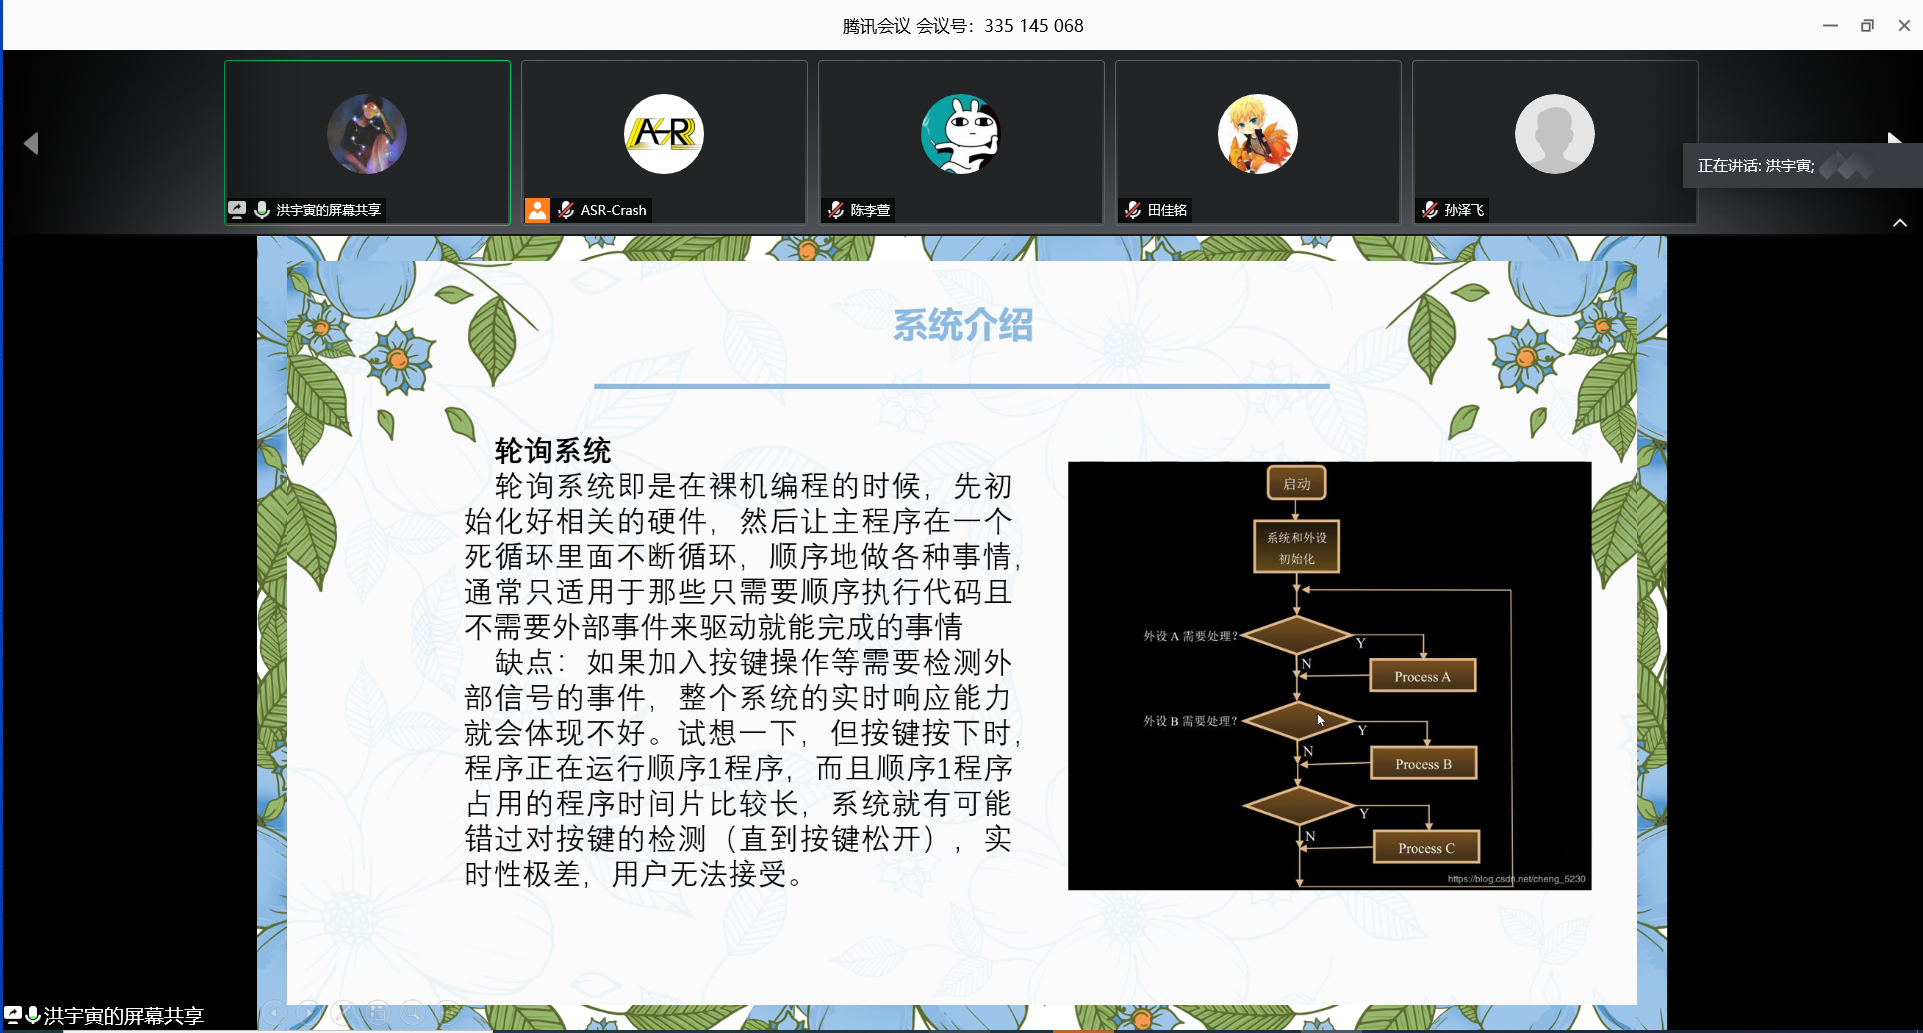 腾讯会议 会议号：335 145 068
A-R
正在讲话: 洪宇寅;
洪宇寅的屏幕共享
ASR-Crash
陈李萱
田佳铭
孙泽飞
系统介绍
轮询系统
轮询系统即是在裸机编程的时候，先初
始化好相关的硬件，然后让主程序在一个
死循环里面不断循环，顺序地做各种事情，
通常只适用于那些只需要顺序执行代码且
不需要外部事件来驱动就能完成的事情
缺点：如果加入按键操作等需要检测外
部信号的事件，整个系统的实时响应能力
就会体现不好。试想一下，但按键按下时，
程序正在运行顺序1程序，而且顺序1程序
占用的程序时间片比较长，系统就有可能
错过对按键的检测（直到按键松开），实
时性极差，用户无法接受。
启动
系统和外设
初始化
外设 A 需要处理?
Y
N
Process A
外设 B 需要处理?
Y
N
Process B
Y
N
Process C
https://blog.csdn.net/cheng_5230
洪宇寅的屏幕共享